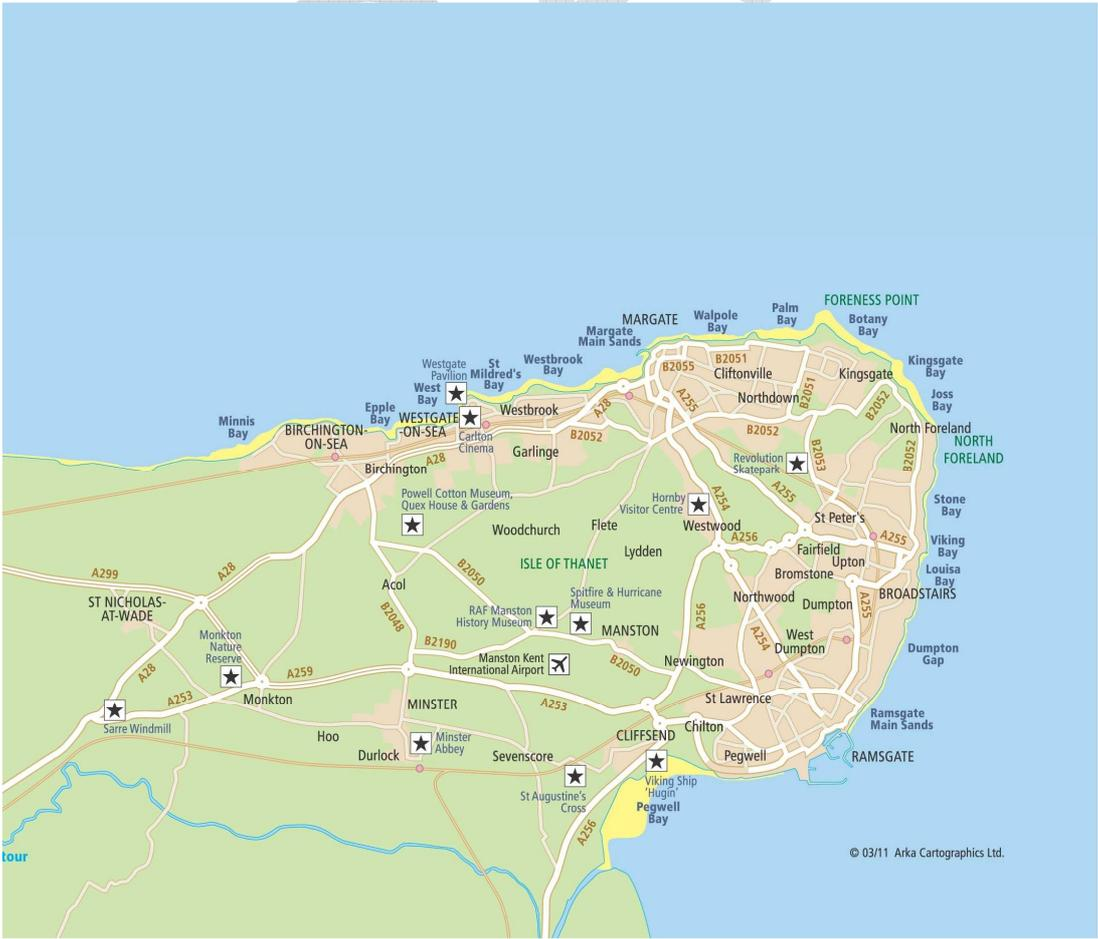 FORENESS POINT
Palm
Bay
Walpole
Bay
MARGATE
Botany
Bay
Margate
Main Sands
Westbrook
Bay
St
Mildred's
Bay
Westgate
Pavilion
West
Bay
Epple
Bay
Minnis
Bay
B2051
B2055
Cliftonville
Kingsgate
Kingsgate
Bay
Joss
Bay
Northdown
B2051
B2052
A255
A28
WESTGATE
-ON-SEA
Westbrook
Carlton
Cinema
BIRCHINGTON-
ON-SEA
Birchington
A28
Garlinge
B2052
B2052
North Foreland
NORTH
FORELAND
B2052
B2053
Revolution
Skatepark
A255
A254
Hornby
Visitor Centre
Westwood
Powell Cotton Museum,
Quex House & Gardens
Woodchurch
Flete
Lydden
ISLE OF THANET
St Peter's
Stone
Bay
A256
A255
Viking
Bay
Fairfield
Upton
Louisa
Bay
Bromstone
BROADSTAIRS
Northwood
Dumpton
A255
A299
A28
ST NICHOLAS-
AT-WADE
Acol
B2050
B2048
Spitfire & Hurricane
Museum
RAF Manston
History Museum
MANSTON
A256
A254
West
Dumpton
Dumpton
Gap
Monkton
Nature
Reserve
B2190
Manston Kent
International Airport
B2050
Newington
A28
A259
A253
Monkton
A253
St Lawrence
MINSTER
Sarre Windmill
Hoo
Durlock
Minster
Abbey
Sevenscore
CLIFFSEND
Chilton
Ramsgate
Main Sands
Pegwell
RAMSGATE
St Augustine's
Cross
Viking Ship
'Hugin'
Pegwell
Bay
A256
tour
© 03/11 Arka Cartographics Ltd.